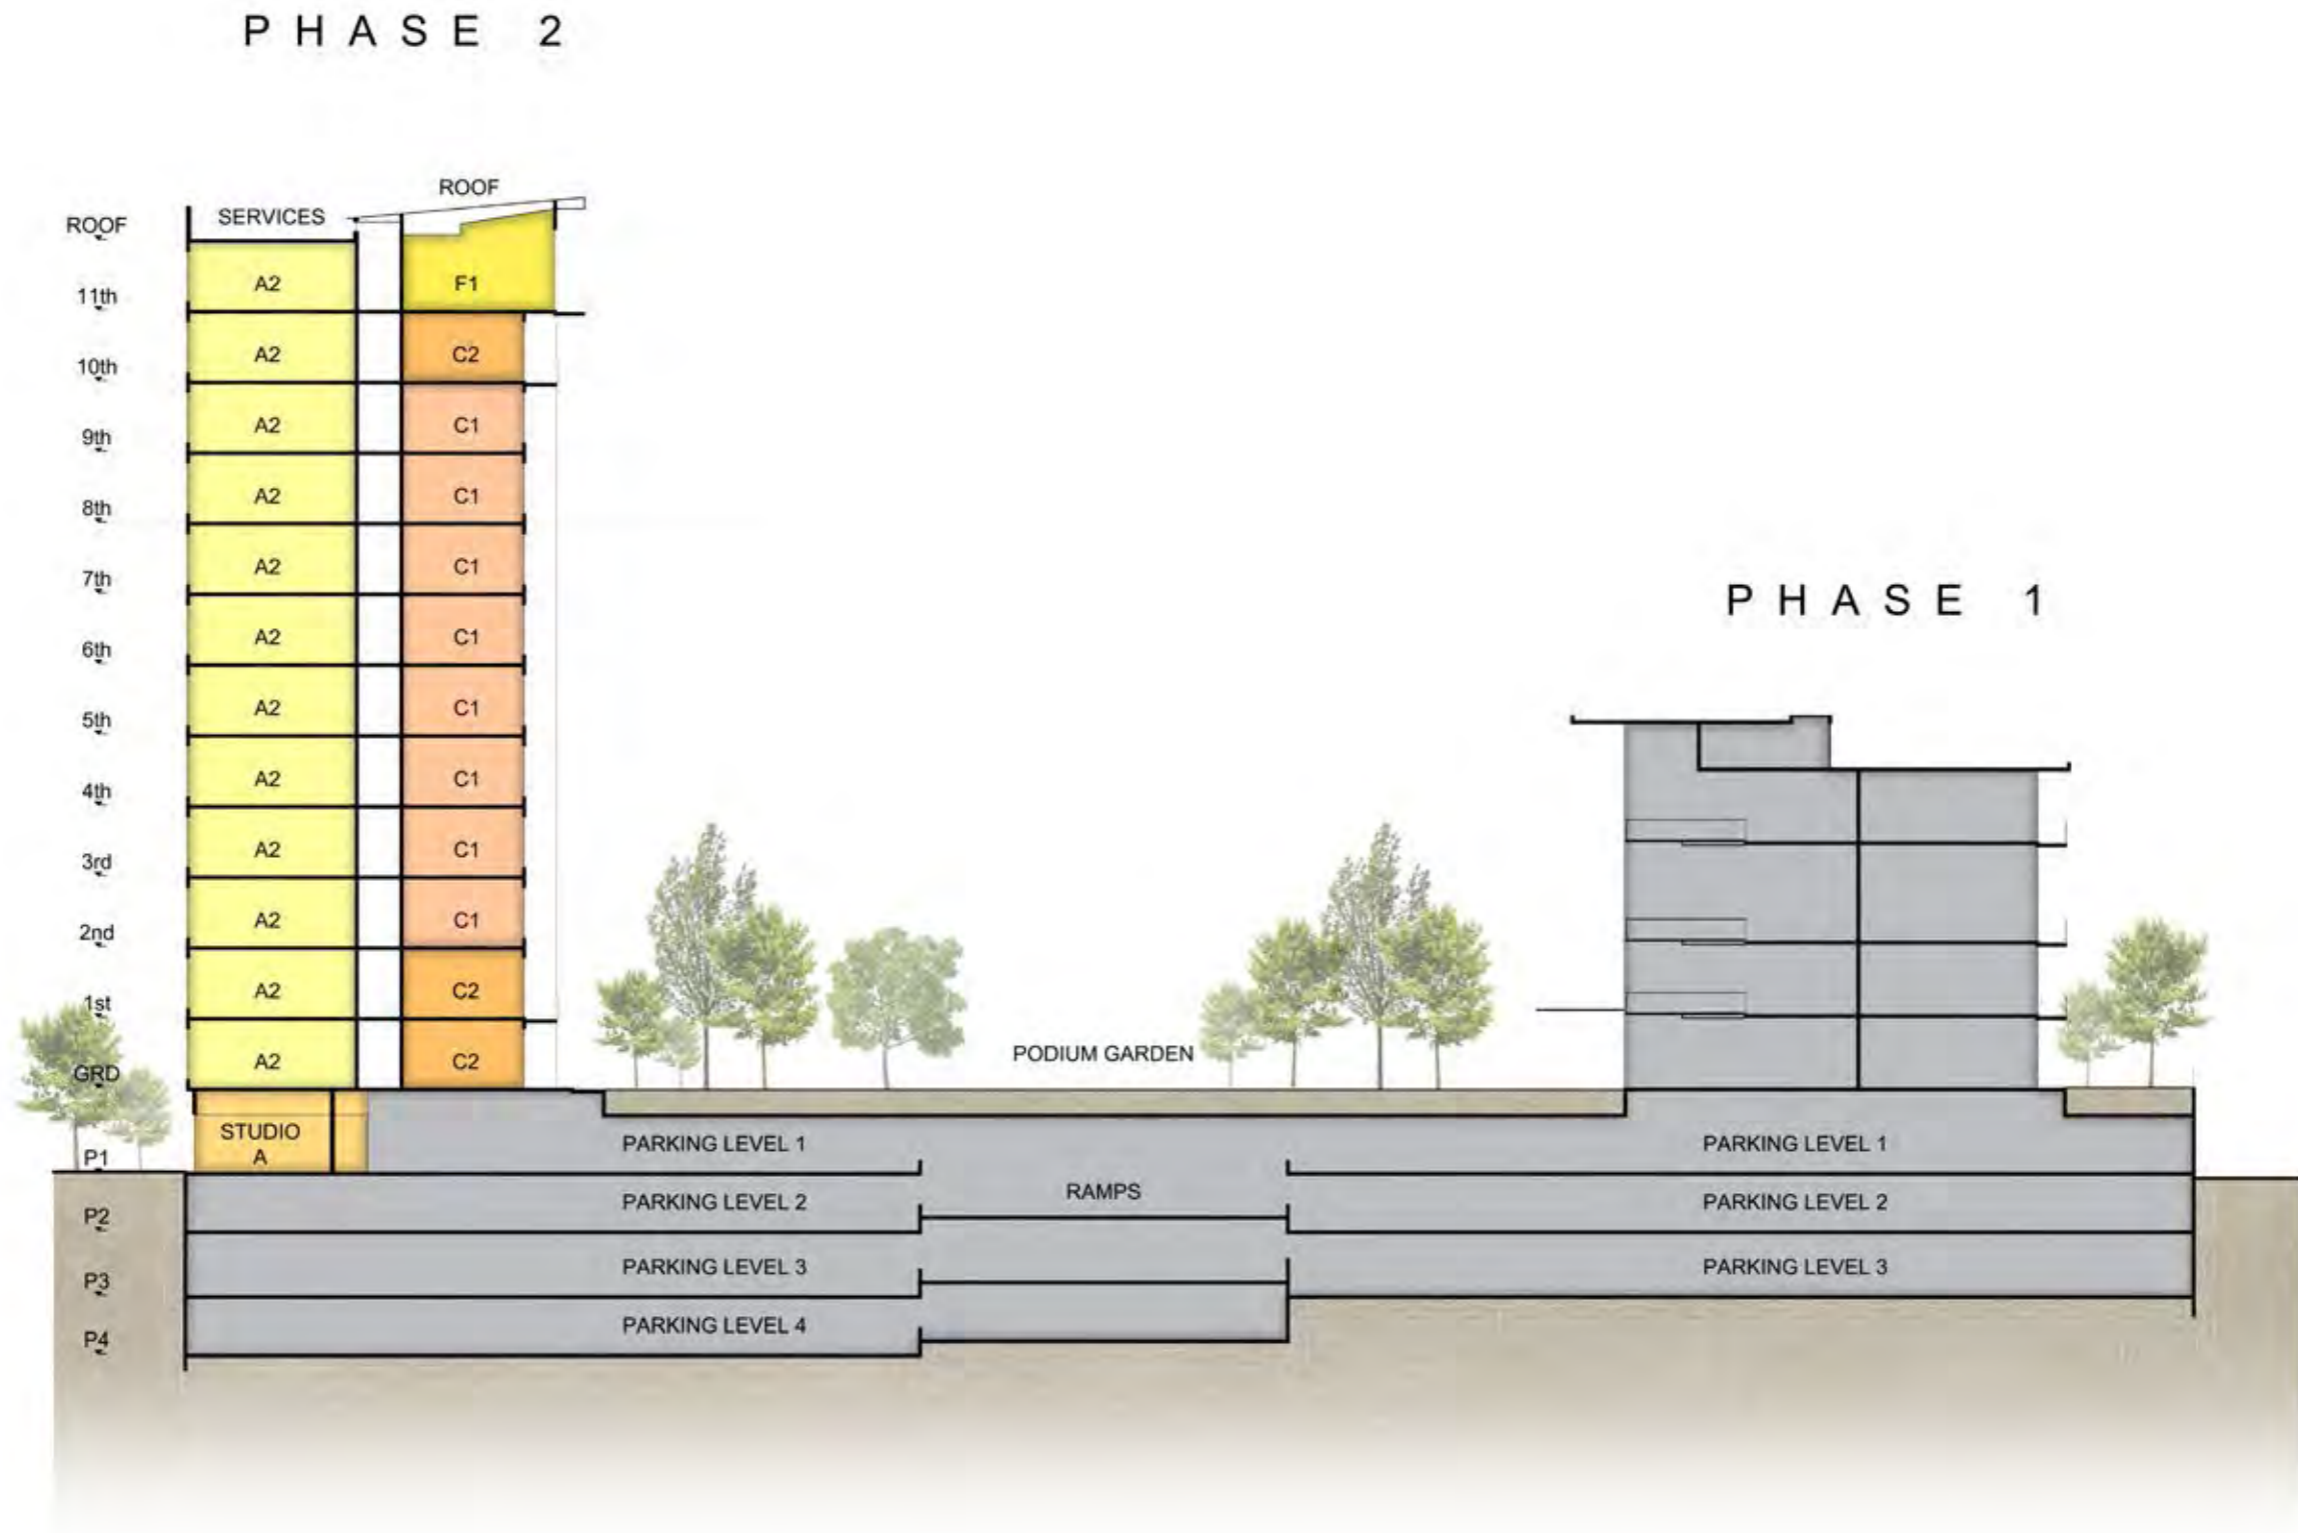 PHASE 2
ROOF
ROOF
SERVICES
11th
A2
F1
10th
A2
C2
9th
A2
C1
8th
A2
C1
7th
A2
C1
6th
A2
C1
5th
A2
C1
4th
A2
C1
3rd
A2
C1
2nd
A2
C1
1st
A2
C2
GRD
A2
C2
PHASE 1
PODIUM GARDEN
P1
STUDIO
A
PARKING LEVEL 1
PARKING LEVEL 1
P2
PARKING LEVEL 2
RAMPS
PARKING LEVEL 2
P3
PARKING LEVEL 3
PARKING LEVEL 3
P4
PARKING LEVEL 4